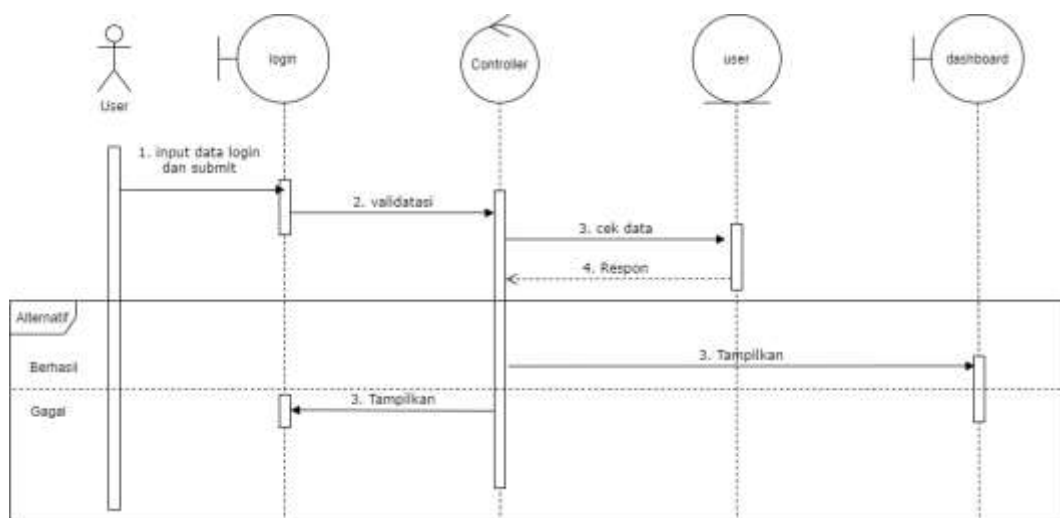 User
login
Controller
user
dashboard
1. input data login
dan submit
2. validatasi
3. cek data
4. Respon
Alternatif
Berhasil
3. Tampilkan
Gagal
3. Tampilkan